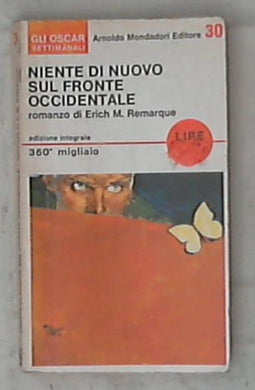 GLI OSCAR
SETTIMANALI
Arnoldo Mondadori Editore 30
NIENTE DI NUOVO
SUL FRONTE
OCCIDENTALE
romanzo di Erich M. Remarque
edizione integrale
LIRE
360° migliaio